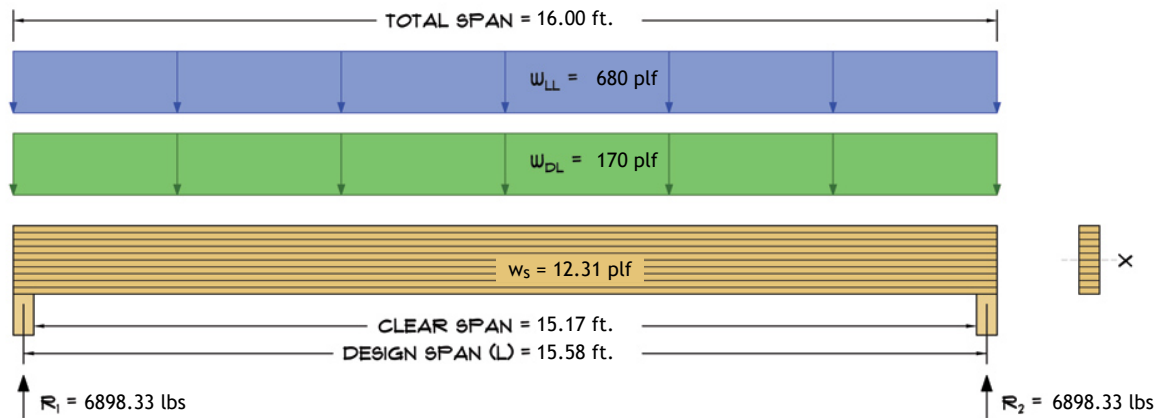 TOTAL SPAN = 16.00 ft.
WLL = 680 plf
WDL = 170 plf
ws = 12.31 plf
X
CLEAR SPAN = 15.17 ft.
DESIGN SPAN (L) = 15.58 ft.
R1 = 6898.33 lbs
R2 = 6898.33 lbs